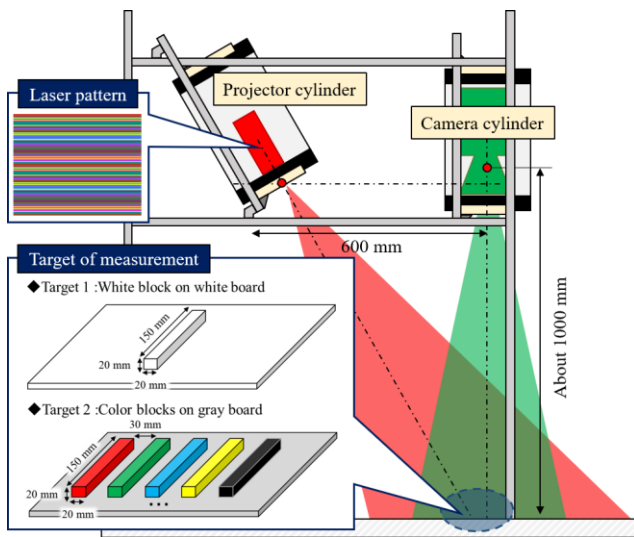 Laser pattern
Projector cylinder
Camera cylinder
600 mm
About 1000 mm
Target of measurement
◆Target 1 :White block on white board
150 mm
20 mm
20 mm
◆Target 2 :Color blocks on gray board
30 mm
150 mm
20 mm
20 mm
• • •